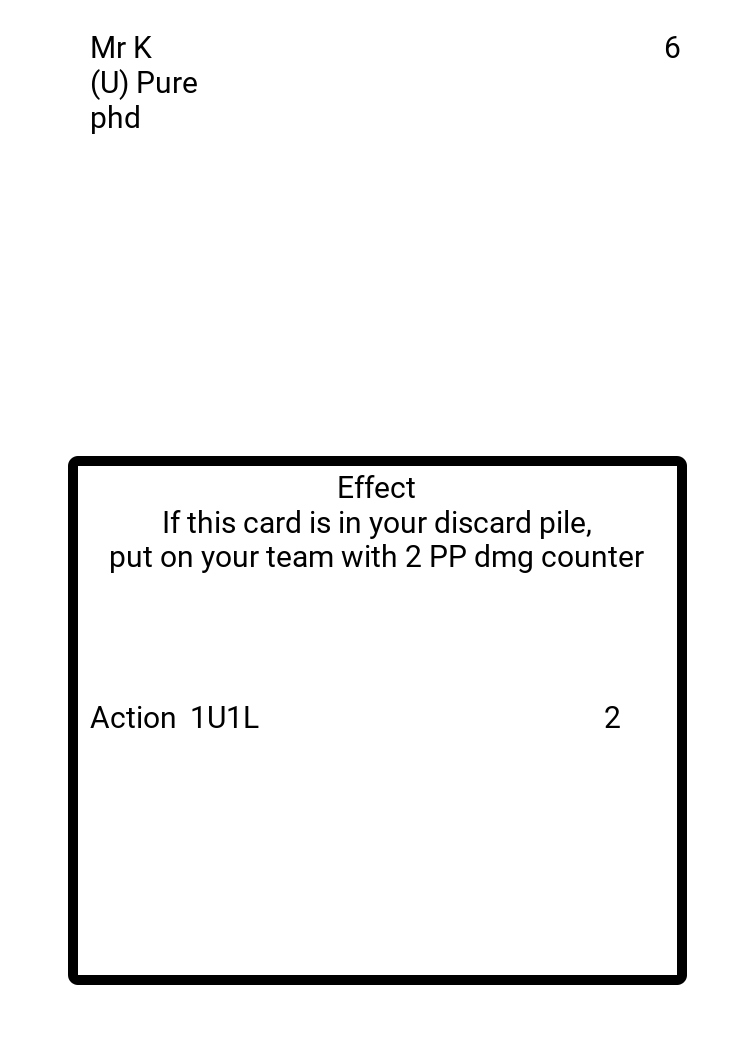 Mr K 6
(U) Pure
phd
Effect
If this card is in your discard pile,
put on your team with 2 PP dmg counter
Action 1U1L 2